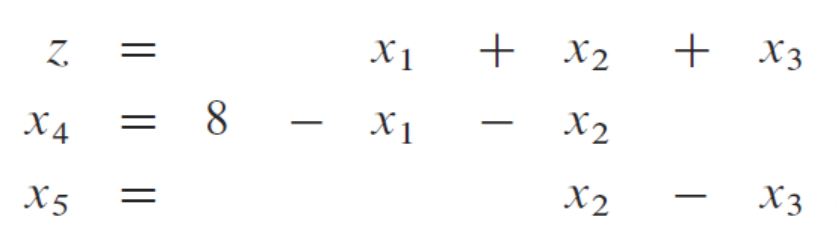 z = x₁ + x₂ + x₃
x₄ = 8 − x₁ − x₂
x₅ = x₂ − x₃